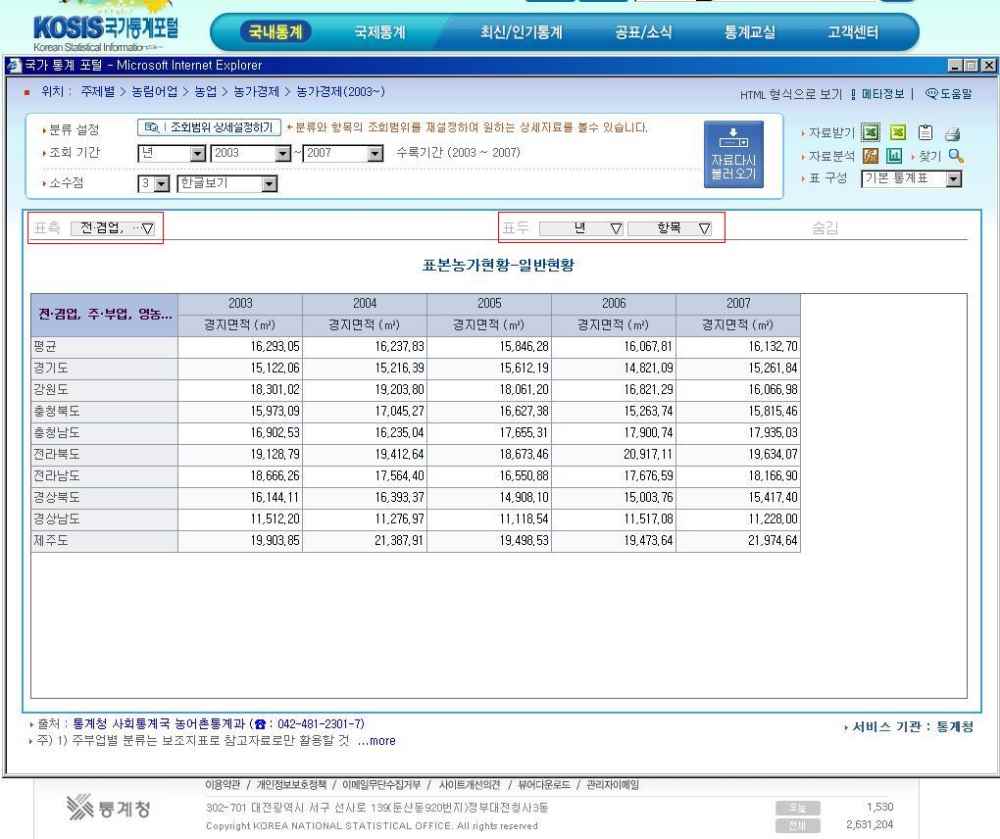 KOSIS 국가통계포털
Korean Statistical Information
국내통계 국제통계 최신/인기통계 공표/소식 통계교실 고객센터
국가 통계 포털 - Microsoft Internet Explorer
위치 : 주제별 > 농림어업 > 농업 > 농가경제 > 농가경제(2003~)
HTML 형식으로 보기 메타정보 | 도움말
분류 설정 조회범위 상세설정하기 분류와 항목의 조회범위를 재설정하여 원하는 상세자료를 볼수 있습니다.
조회 기간 년 2003 ~ 2007 수록기간 (2003 ~ 2007)
소수점 3 한글보기
자료다시
불러오기
자료받기
자료분석 찾기
표 구성 기본 통계표
표측 전·겸업, ··▽ 표두 년 ▽ 항목 ▽ 숨김
표본농가현황-일반현황
전·겸업, 주·부업, 영농... 2003 2004 2005 2006 2007
경지면적 (㎡) 경지면적 (㎡) 경지면적 (㎡) 경지면적 (㎡) 경지면적 (㎡)
평균 16,293.05 16,237.83 15,846.28 16,067.81 16,132.70
경기도 15,122.06 15,216.39 15,612.19 14,821.09 15,261.84
강원도 18,301.02 19,203.80 18,061.20 16,821.29 16,066.98
충청북도 15,973.09 17,045.27 16,627.38 15,263.74 15,815.46
충청남도 16,902.53 16,235.04 17,655.31 17,900.74 17,935.03
전라북도 19,128.79 19,412.64 18,673.46 20,917.11 19,634.07
전라남도 18,666.26 17,564.40 16,550.88 17,676.59 18,166.90
경상북도 16,144.11 16,393.37 14,908.10 15,003.76 15,417.40
경상남도 11,512.20 11,276.97 11,118.54 11,517.08 11,228.00
제주도 19,903.85 21,387.91 19,498.53 19,473.64 21,974.64
출처 : 통계청 사회통계국 농어촌통계과 (☎ : 042-481-2301~7)
서비스 기관 : 통계청
주) 1) 주부업별 분류는 보조지표로 참고자료로만 활용할 것 ...more
이용약관 / 개인정보보호정책 / 이메일무단수집거부 / 사이트개선의견 / 뷰어다운로드 / 관리자이메일
통계청
302-701 대전광역시 서구 선사로 139(둔산동920번지)정부대전청사3동
Copyright KOREA NATIONAL STATISTICAL OFFICE. All rights reserved
오늘 1,530
전체 2,631,204